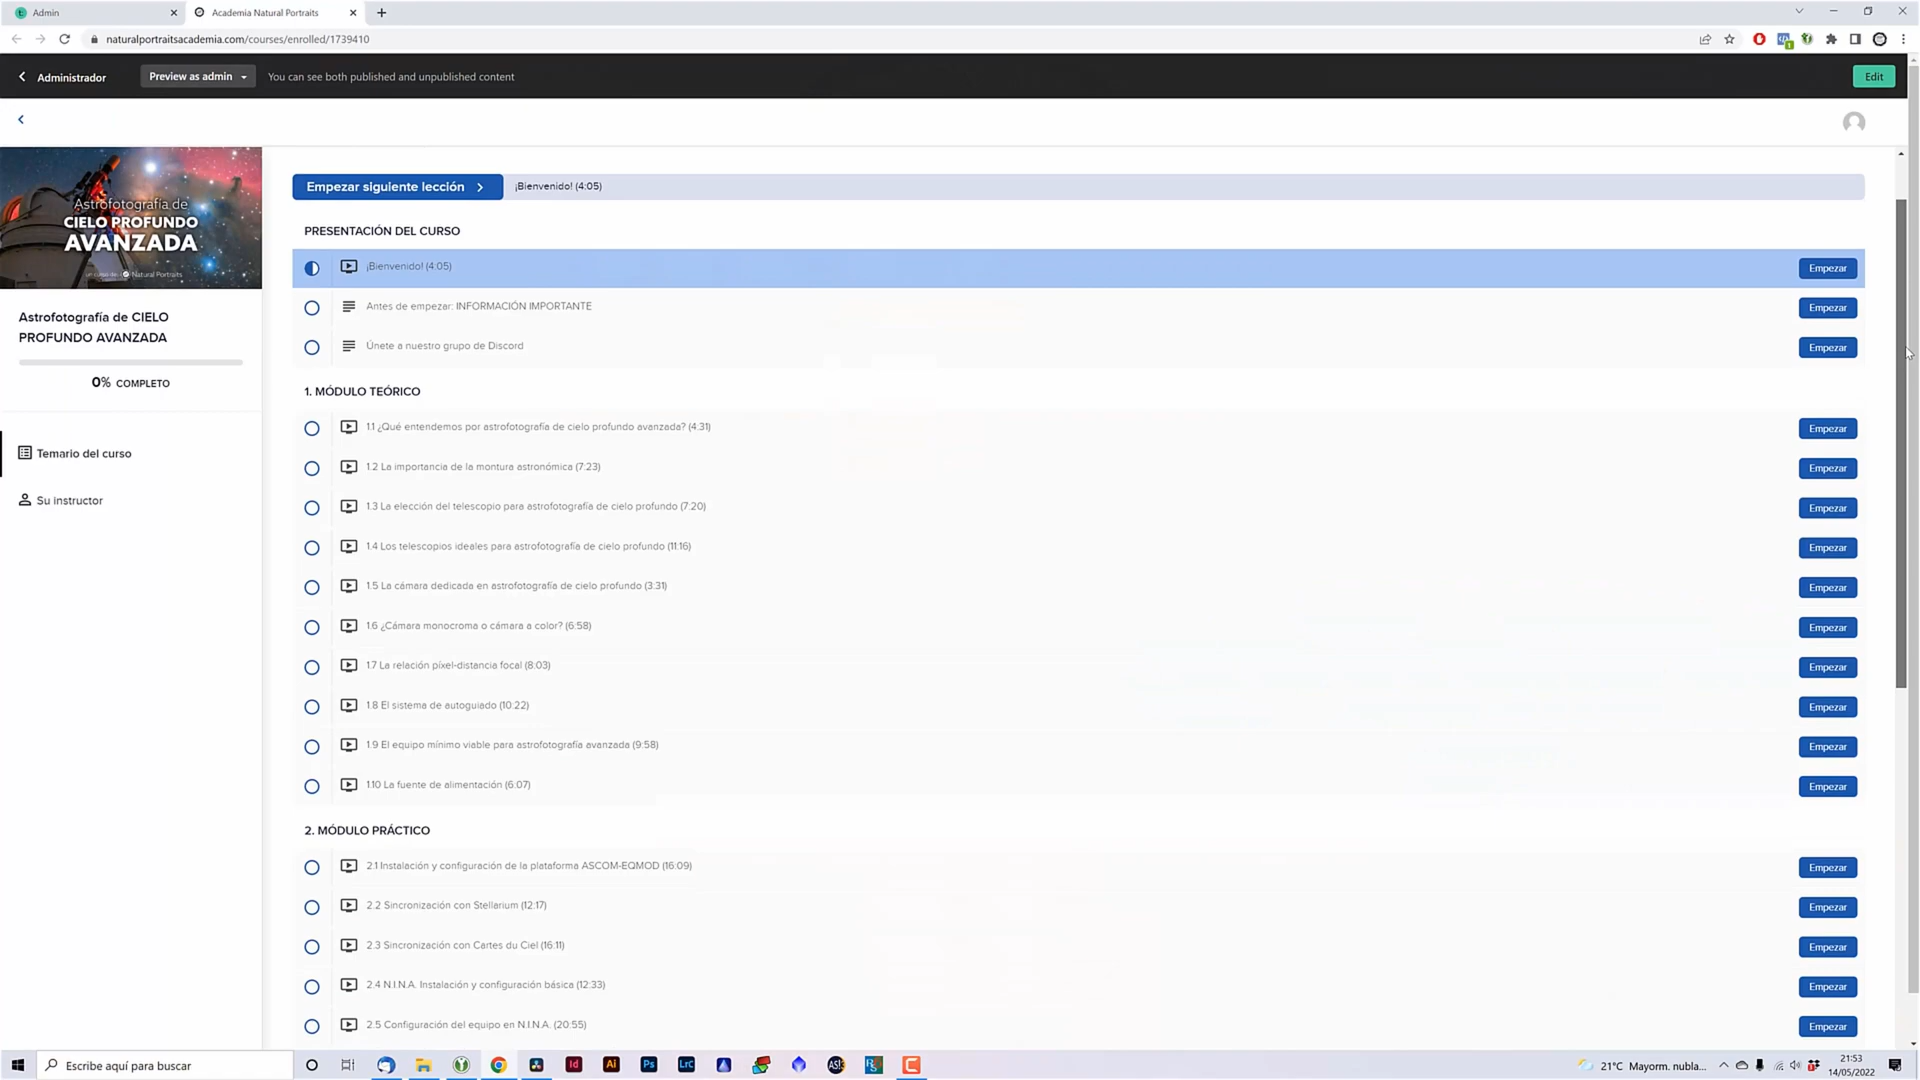 Admin
Academia Natural Portraits
naturalportraitsacademia.com/courses/enrolled/1739410
Administrador
Preview as admin
You can see both published and unpublished content
Edit
Astrofotografía de
CIELO PROFUNDO
AVANZADA
un curso de Natural Portraits
Astrofotografía de CIELO
PROFUNDO AVANZADA
0% COMPLETO
Temario del curso
Su instructor
Empezar siguiente lección
¡Bienvenido! (4:05)
PRESENTACIÓN DEL CURSO
¡Bienvenido! (4:05) Empezar
Antes de empezar: INFORMACIÓN IMPORTANTE Empezar
Únete a nuestro grupo de Discord Empezar
1. MÓDULO TEÓRICO
1.1 ¿Qué entendemos por astrofotografía de cielo profundo avanzada? (4:31) Empezar
1.2 La importancia de la montura astronómica (7:23) Empezar
1.3 La elección del telescopio para astrofotografía de cielo profundo (7:20) Empezar
1.4 Los telescopios ideales para astrofotografía de cielo profundo (11:16) Empezar
1.5 La cámara dedicada en astrofotografía de cielo profundo (3:31) Empezar
1.6 ¿Cámara monocroma o cámara a color? (6:58) Empezar
1.7 La relación píxel-distancia focal (8:03) Empezar
1.8 El sistema de autoguiado (10:22) Empezar
1.9 El equipo mínimo viable para astrofotografía avanzada (9:58) Empezar
1.10 La fuente de alimentación (6:07) Empezar
2. MÓDULO PRÁCTICO
2.1 Instalación y configuración de la plataforma ASCOM-EQMOD (16:09) Empezar
2.2 Sincronización con Stellarium (12:17) Empezar
2.3 Sincronización con Cartes du Ciel (16:11) Empezar
2.4 N.I.N.A. Instalación y configuración básica (12:33) Empezar
2.5 Configuración del equipo en N.I.N.A. (20:55) Empezar
Escribe aquí para buscar
Id
Ai
Ps
LrC
21°C Mayorm. nubla...
21:53
14/05/2022